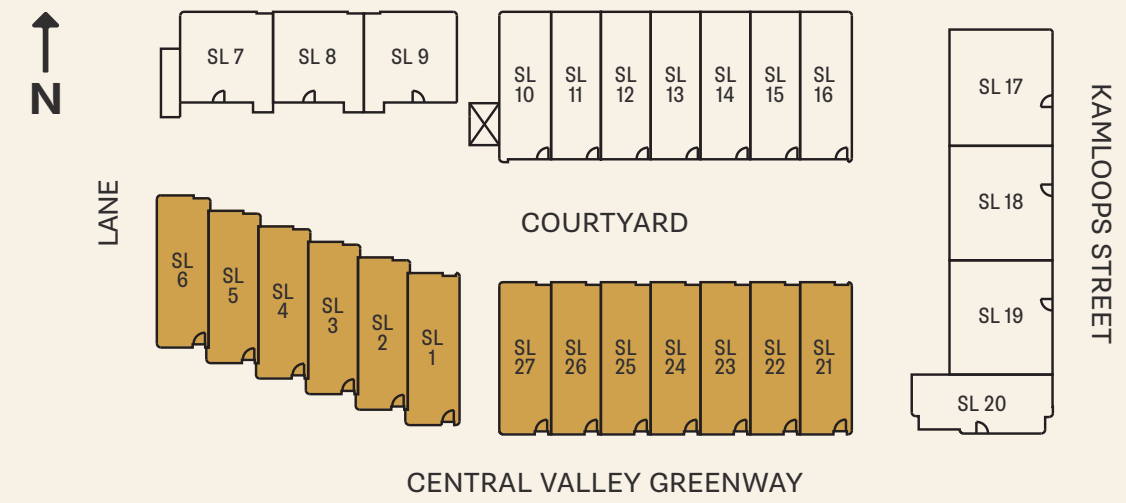 N
SL 7
SL 8
SL 9
SL
10
SL
11
SL
12
SL
13
SL
14
SL
15
SL
16
SL 17
SL 18
SL 19
SL 20
KAMLOOPS STREET
LANE
COURTYARD
SL
6
SL
5
SL
4
SL
3
SL
2
SL
1
SL
27
SL
26
SL
25
SL
24
SL
23
SL
22
SL
21
CENTRAL VALLEY GREENWAY